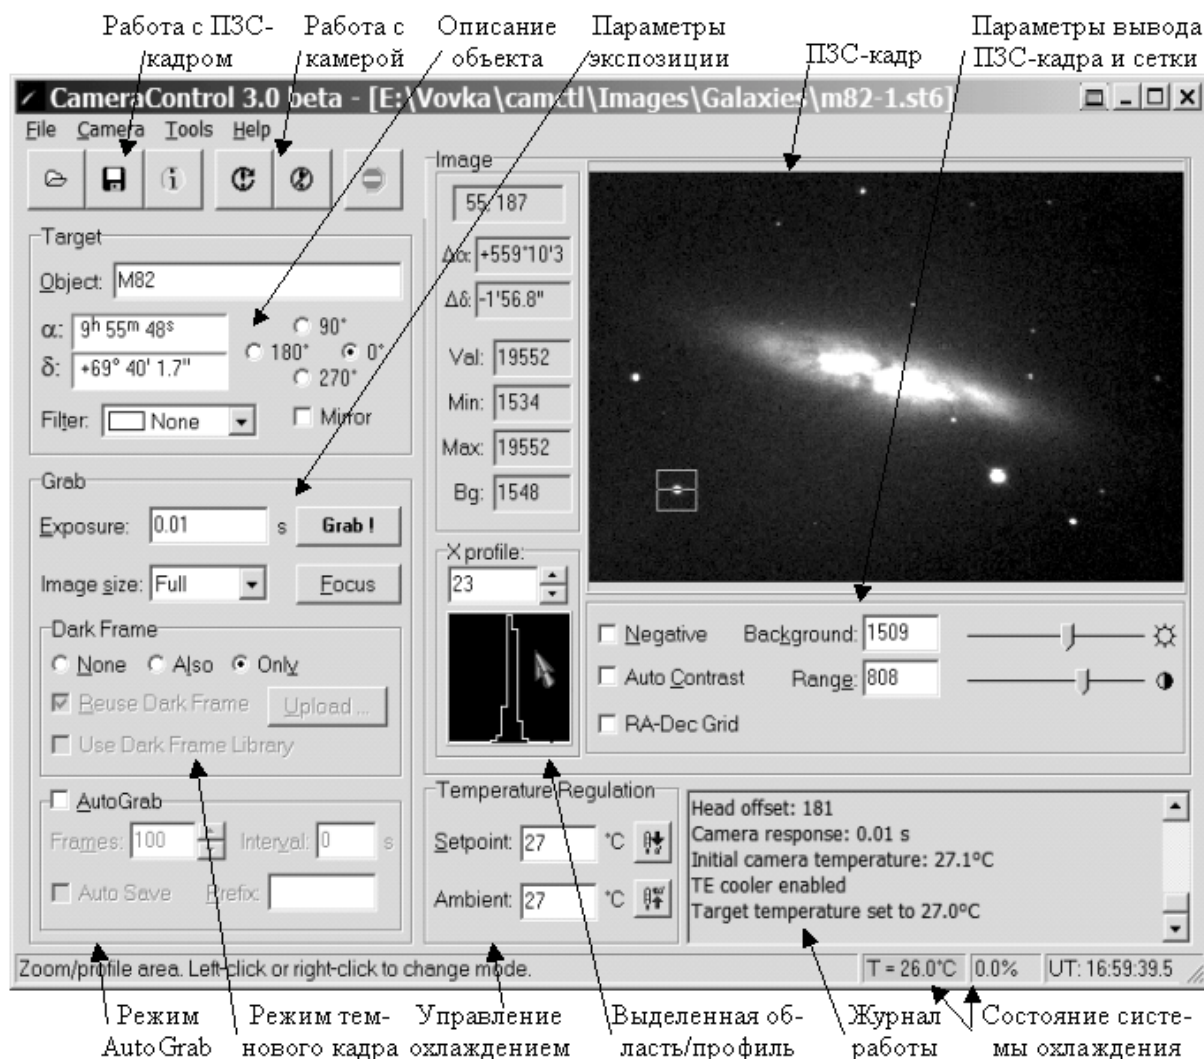 Работа с ПЗС-
кадром
Работа с
камерой
Описание
объекта
Параметры
экспозиции
ПЗС-кадр
Параметры вывода
ПЗС-кадра и сетки
CameraControl 3.0 beta - [E:\Vovka\camctl\Images\Galaxies\m82-1.st6]
File Camera Tools Help
Target
Object: M82
α: 9h 55m 48s
δ: +69° 40' 1.7"
90°
180° 0°
270°
Filter: None Mirror
Grab
Exposure: 0.01 s Grab !
Image size: Full Focus
Dark Frame
None Also Only
Reuse Dark Frame Upload ...
Use Dark Frame Library
AutoGrab
Frames: 100 Interval: 0 s
Auto Save Prefix:
Image
55, 187
Δα: +559°10'3
Δδ: -1'56.8"
Val: 19552
Min: 1534
Max: 19552
Bg: 1548
X profile:
23
Negative Background: 1509
Auto Contrast Range: 808
RA-Dec Grid
Temperature Regulation
Setpoint: 27 °C
Ambient: 27 °C
Head offset: 181
Camera response: 0.01 s
Initial camera temperature: 27.1°C
TE cooler enabled
Target temperature set to 27.0°C
Zoom/profile area. Left-click or right-click to change mode.
T = 26.0°C 0.0% UT: 16:59:39.5
Режим
AutoGrab
Режим тем-
нового кадра
Управление
охлаждением
Выделенная об-
ласть/профиль
Журнал
работы
Состояние систе-
мы охлаждения